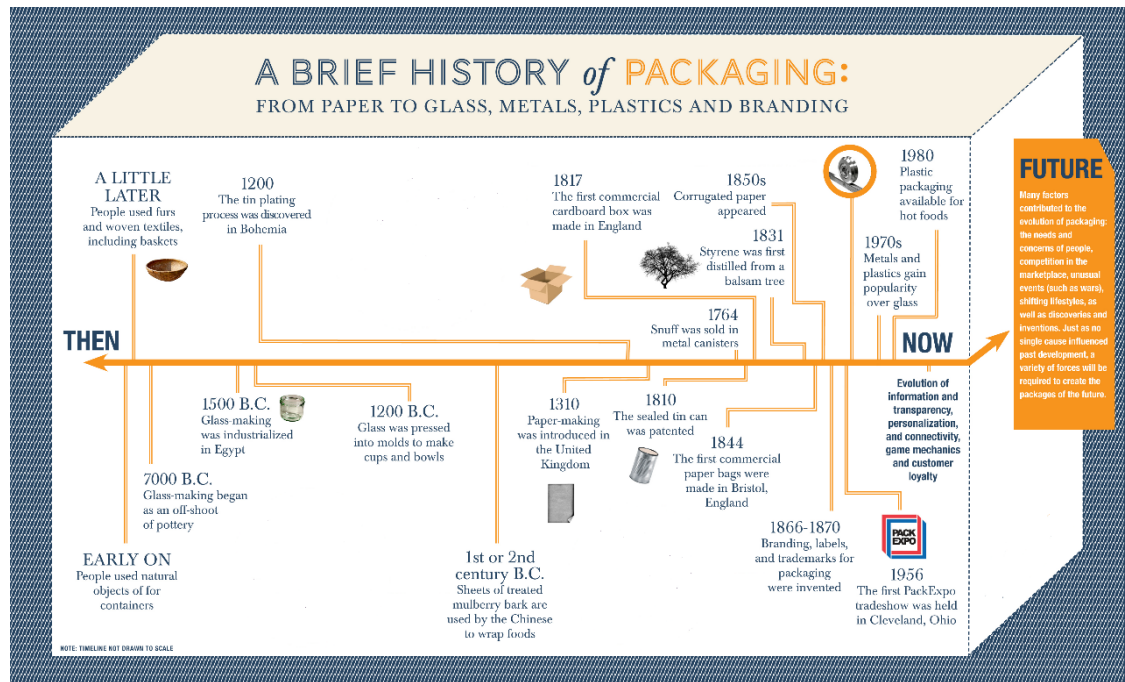 A BRIEF HISTORY of PACKAGING:
FROM PAPER TO GLASS, METALS, PLASTICS AND BRANDING
A LITTLE
LATER
People used furs
and woven textiles,
including baskets
1200
The tin plating
process was discovered
in Bohemia
1817
The first commercial
cardboard box was
made in England
1850s
Corrugated paper
appeared
1831
Styrene was first
distilled from a
balsam tree
1764
Snuff was sold in
metal canisters
1980
Plastic
packaging
available for
hot foods
1970s
Metals and
plastics gain
popularity
over glass
THEN
NOW
EARLY ON
People used natural
objects of for
containers
7000 B.C.
Glass-making began
as an off-shoot
of pottery
1500 B.C.
Glass-making
was industrialized
in Egypt
1200 B.C.
Glass was pressed
into molds to make
cups and bowls
1st or 2nd
century B.C.
Sheets of treated
mulberry bark are
used by the Chinese
to wrap foods
1310
Paper-making
was introduced in
the United
Kingdom
1810
The sealed tin can
was patented
1844
The first commercial
paper bags were
made in Bristol,
England
1866-1870
Branding, labels,
and trademarks for
packaging
were invented
PACK
EXPO
1956
The first PackExpo
tradeshow was held
in Cleveland, Ohio
Evolution of
information and
transparency,
personalization,
and connectivity,
game mechanics
and customer
loyalty
FUTURE
Many factors
contributed to the
evolution of packaging:
the needs and
concerns of people,
competition in the
marketplace, unusual
events (such as wars),
shifting lifestyles, as
well as discoveries and
inventions. Just as no
single cause influenced
past development, a
variety of forces will be
required to create the
packages of the future.
NOTE: TIMELINE NOT DRAWN TO SCALE